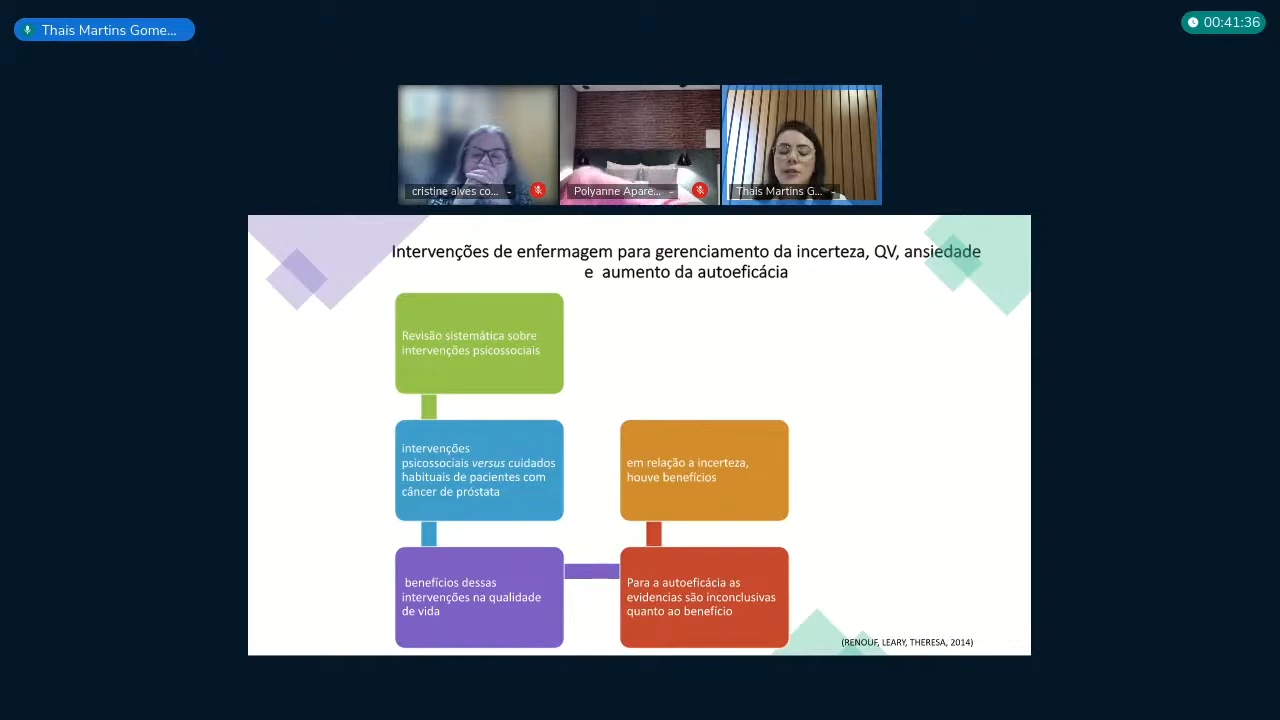 Thais Martins Gome...
00:41:36
cristine alves co...
Polyanne Apare...
Thais Martins G...
Intervenções de enfermagem para gerenciamento da incerteza, QV, ansiedade
e aumento da autoeficácia
Revisão sistemática sobre
intervenções psicossociais
intervenções
psicossociais versus cuidados
habituais de pacientes com
câncer de próstata
benefícios dessas
intervenções na qualidade
de vida
em relação a incerteza,
houve benefícios
Para a autoeficácia as
evidencias são inconclusivas
quanto ao benefício
(RENOUF, LEARY, THERESA, 2014)